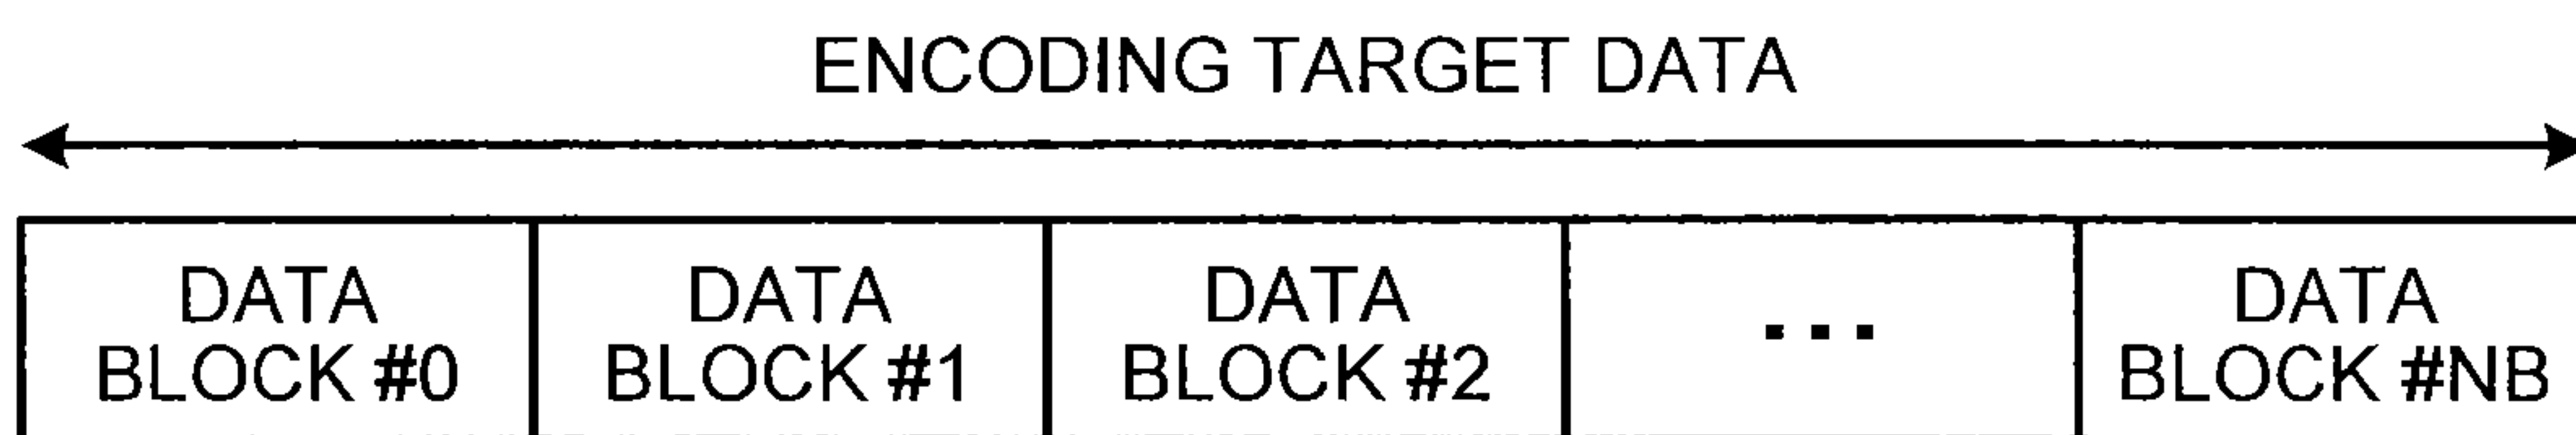 ENCODING TARGET DATA
DATA
BLOCK #0
DATA
BLOCK #1
DATA
BLOCK #2
...
DATA
BLOCK #NB